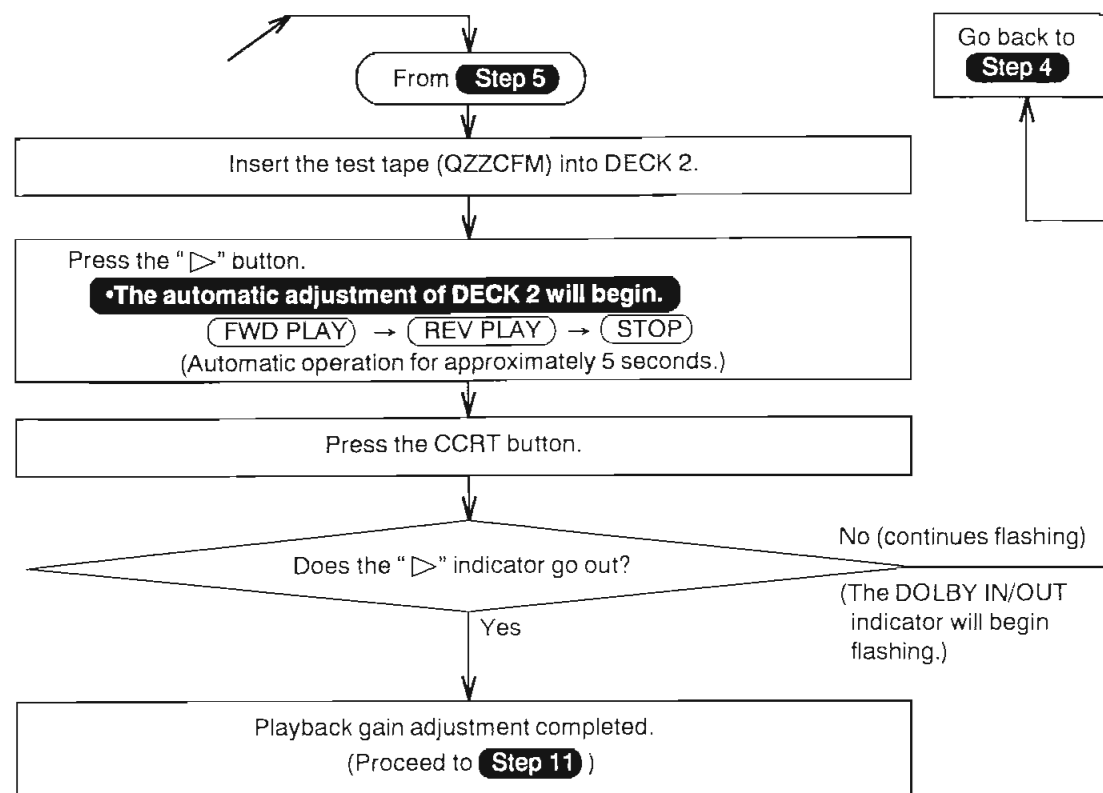 From Step 5
Go back to
Step 4
Insert the test tape (QZZCFM) into DECK 2.
Press the “ ▷” button.
•The automatic adjustment of DECK 2 will begin.
FWD PLAY → REV PLAY → STOP
(Automatic operation for approximately 5 seconds.)
Press the CCRT button.
Does the “ ▷” indicator go out?
No (continues flashing)
(The DOLBY IN/OUT
indicator will begin
flashing.)
Yes
Playback gain adjustment completed.
(Proceed to Step 11 )